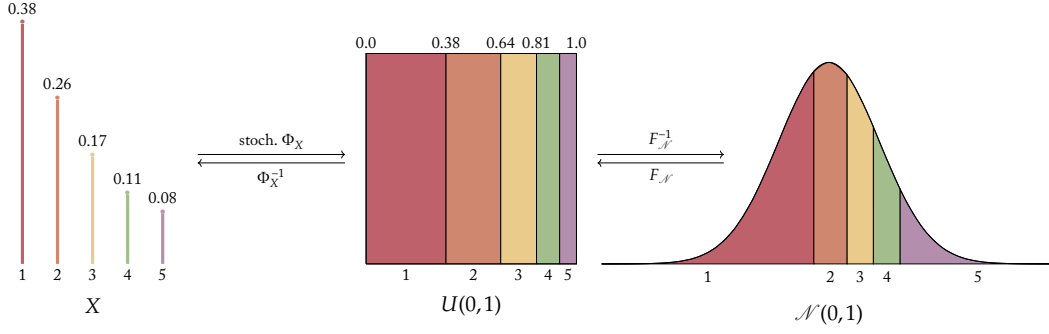 0.38
0.26
0.17
0.11
0.08
1 2 3 4 5
X
stoch. Φ_X
Φ_X^{-1}
0.0 0.38 0.64 0.81 1.0
1 2 3 4 5
U(0,1)
F_𝒩^{-1}
F_𝒩
1 2 3 4 5
𝒩(0,1)